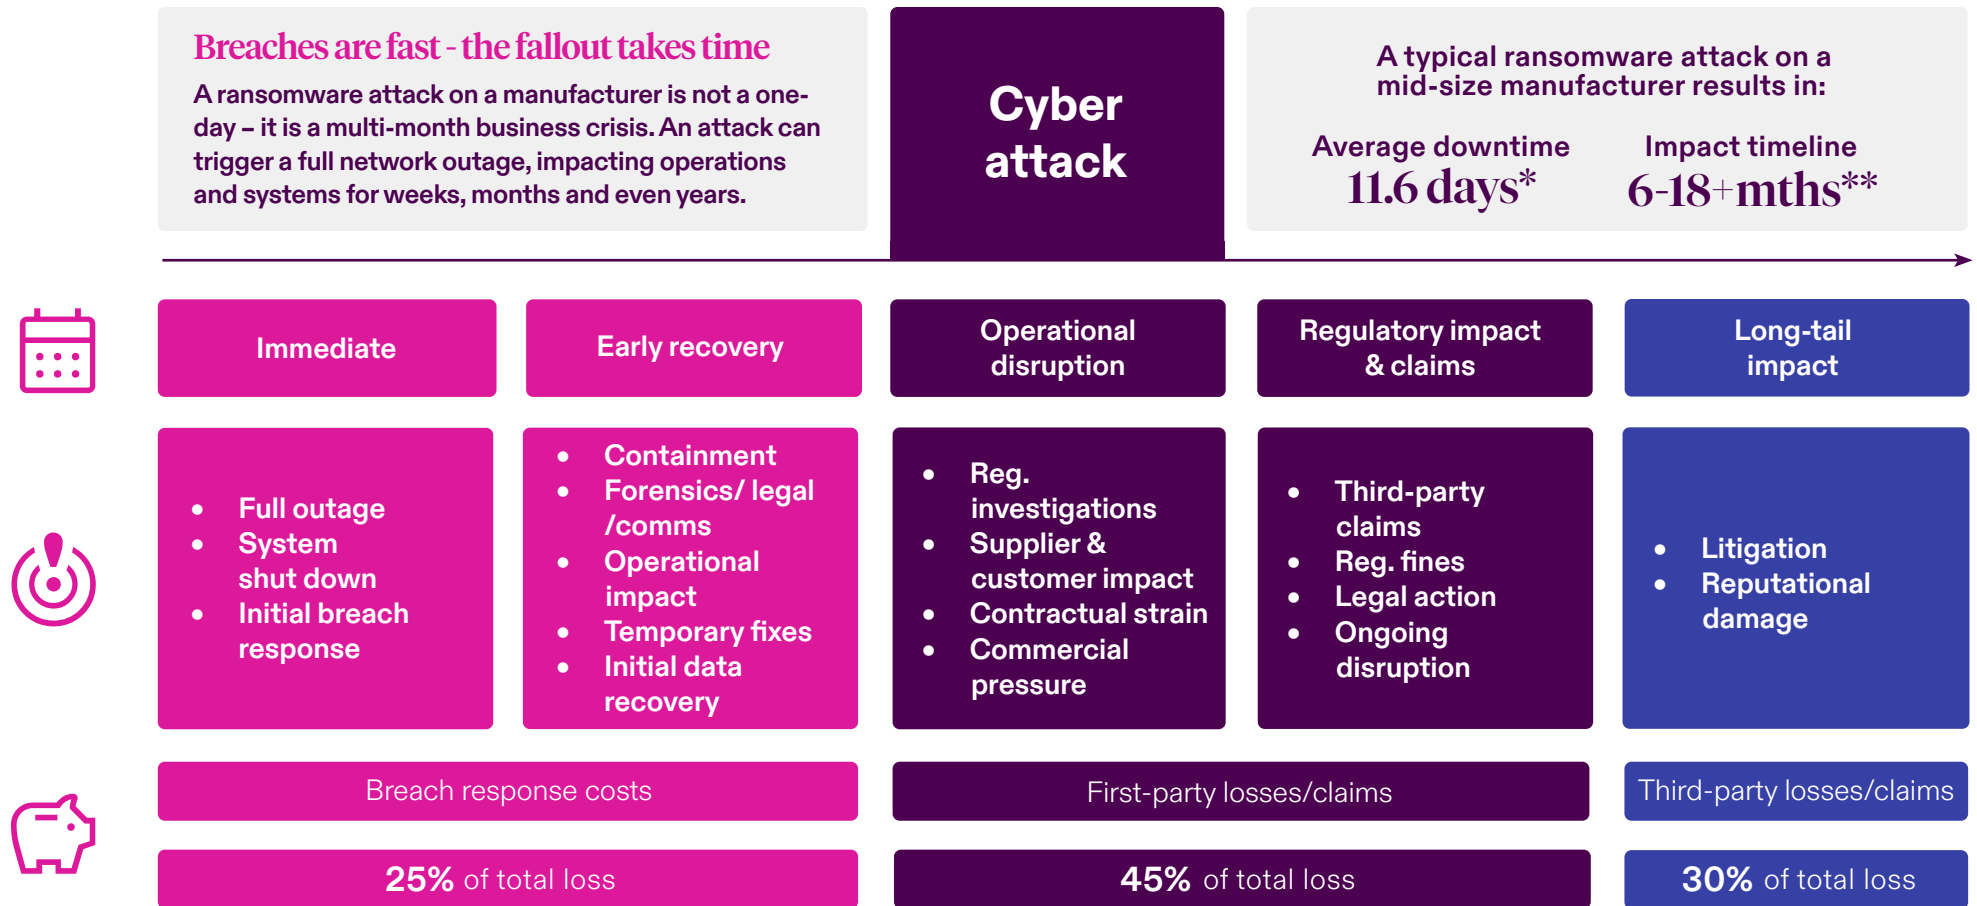 Breaches are fast - the fallout takes time
A ransomware attack on a manufacturer is not a one-
day – it is a multi-month business crisis. An attack can
trigger a full network outage, impacting operations
and systems for weeks, months and even years.
Cyber
attack
A typical ransomware attack on a
mid-size manufacturer results in:
Average downtime
11.6 days*
Impact timeline
6-18+mths**
Immediate
Early recovery
Operational
disruption
Regulatory impact
& claims
Long-tail
impact
• Full outage
• System
shut down
• Initial breach
response
• Containment
• Forensics/ legal
/comms
• Operational
impact
• Temporary fixes
• Initial data
recovery
• Reg.
investigations
• Supplier &
customer impact
• Contractual strain
• Commercial
pressure
• Third-party
claims
• Reg. fines
• Legal action
• Ongoing
disruption
• Litigation
• Reputational
damage
Breach response costs
First-party losses/claims
Third-party losses/claims
25% of total loss
45% of total loss
30% of total loss